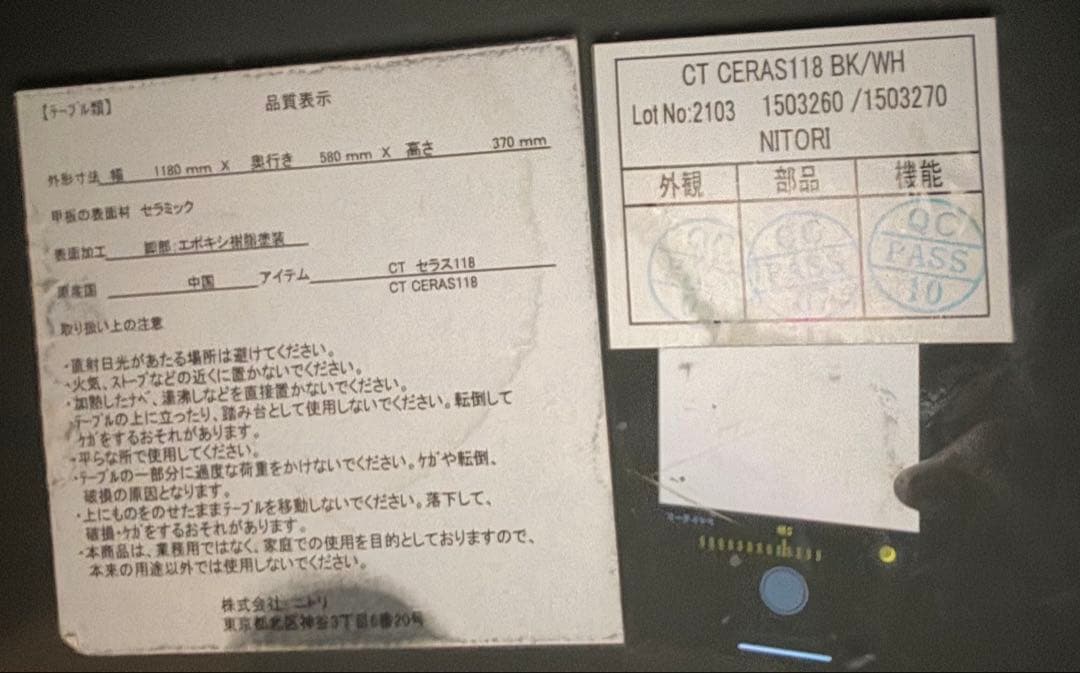 【テーブル類】 品質表示
外形寸法 幅 1180 mm X 奥行き 580 mm X 高さ 370 mm
甲板の表面材 セラミック
表面加工 脚部:エポキシ樹脂塗装
原産国 中国 アイテム CT セラス118
CT CERAS118
取り扱い上の注意
・直射日光があたる場所は避けてください。
・火気、ストーブなどの近くに置かないでください。
・加熱したナベ、湯沸しなどを直接置かないでください。
テーブルの上に立ったり、踏み台として使用しないでください。転倒して
ケガをするおそれがあります。
・平らな所で使用してください。
・テーブルの一部分に過度な荷重をかけないでください。ケガや転倒、
破損の原因となります。
・上にものをのせたままテーブルを移動しないでください。落下して、
破損・ケガをするおそれがあります。
・本商品は、業務用ではなく、家庭での使用を目的としておりますので、
本来の用途以外では使用しないでください。
株式会社 ニトリ
東京都北区神谷3丁目6番20号
CT CERAS118 BK/WH
Lot No:2103 1503260 /1503270
NITORI
外観 部品 機能
QC
PASS
QC
PASS
10